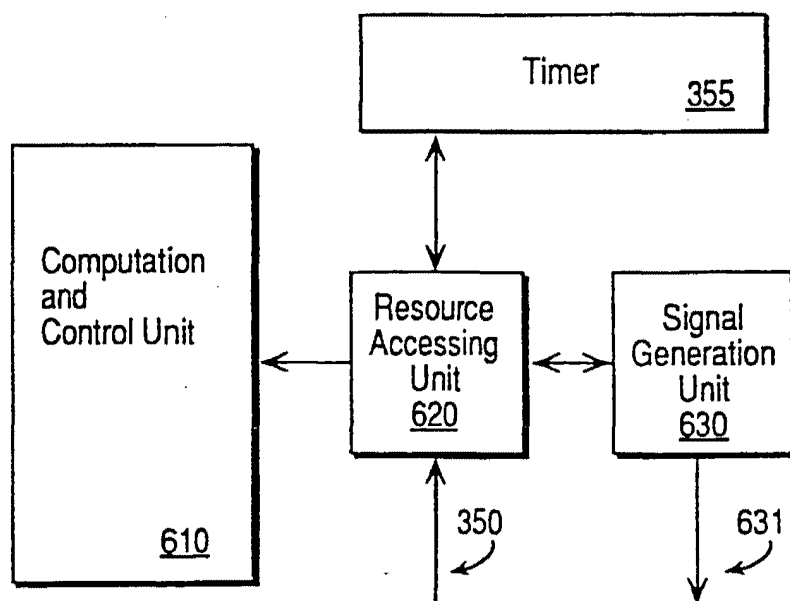 Timer
355
Computation
and
Control Unit
610
Resource
Accessing
Unit
620
Signal
Generation
Unit
630
350
631